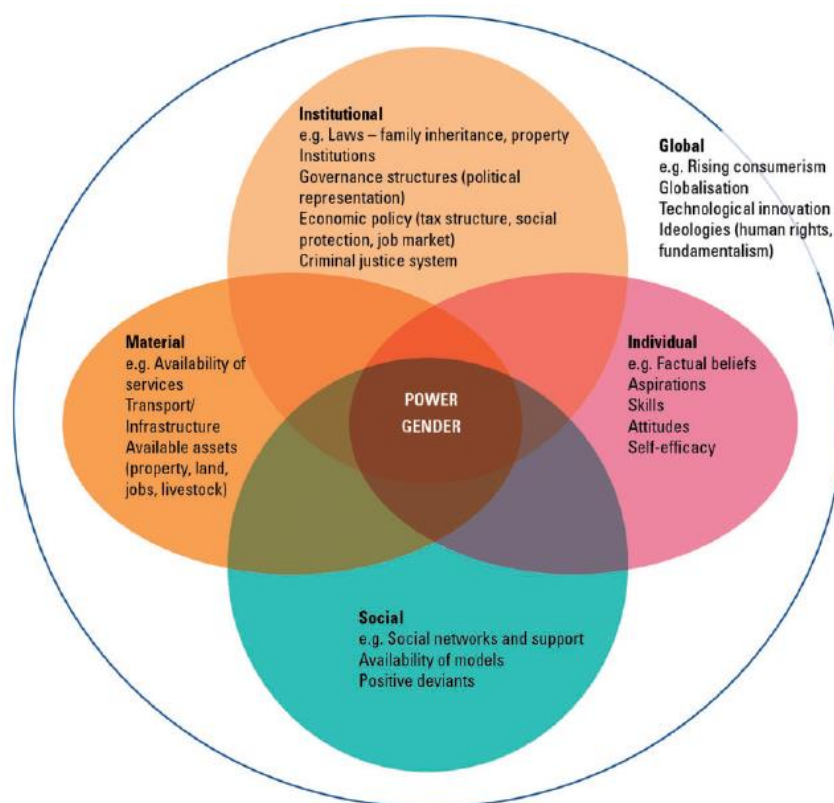 Institutional
e.g. Laws – family inheritance, property
Institutions
Governance structures (political
representation)
Economic policy (tax structure, social
protection, job market)
Criminal justice system
Global
e.g. Rising consumerism
Globalisation
Technological innovation
Ideologies (human rights,
fundamentalism)
Material
e.g. Availability of
services
Transport/
Infrastructure
Available assets
(property, land,
jobs, livestock)
POWER
GENDER
Individual
e.g. Factual beliefs
Aspirations
Skills
Attitudes
Self-efficacy
Social
e.g. Social networks and support
Availability of models
Positive deviants